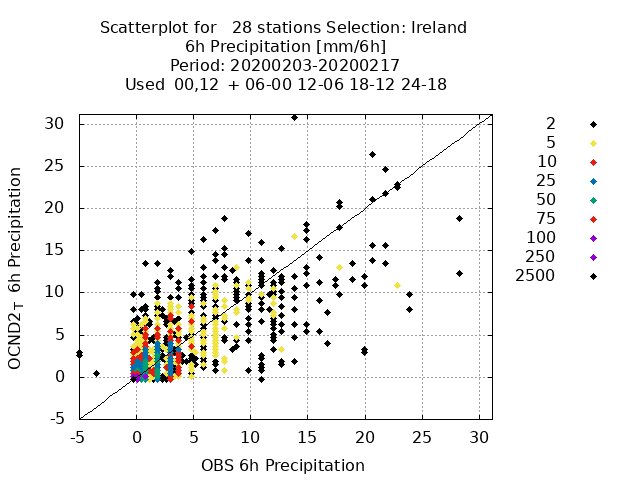 Scatterplot for   28 stations Selection: Ireland
6h Precipitation [mm/6h]
Period: 20200203-20200217
Used  00,12  + 06-00 12-06 18-12 24-18
30
25
20
15
10
5
0
-5
-5 0 5 10 15 20 25 30
OCND2T  6h Precipitation
OBS 6h Precipitation
2
5
10
25
50
75
100
250
2500